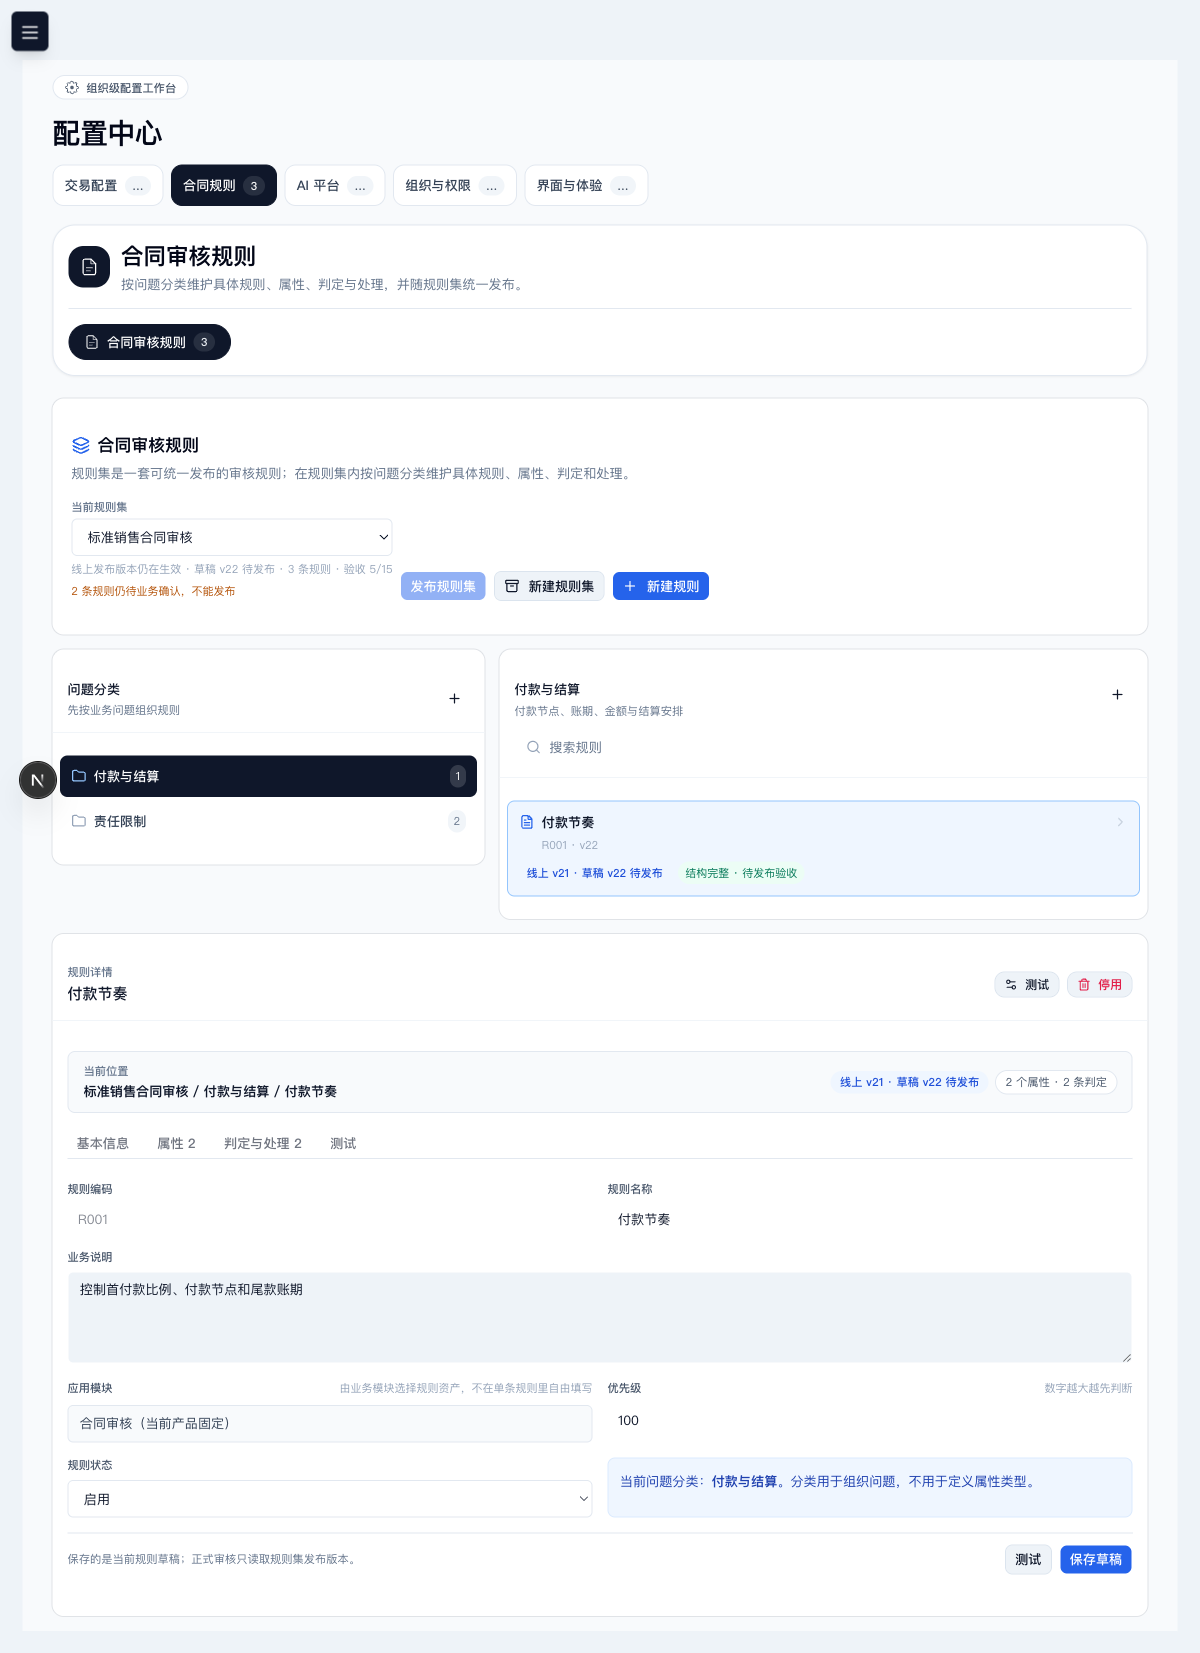 组织级配置工作台
配置中心
交易配置 ...
合同规则 3
AI 平台 ...
组织与权限 ...
界面与体验 ...
合同审核规则
按问题分类维护具体规则、属性、判定与处理，并随规则集统一发布。
合同审核规则 3
合同审核规则
规则集是一套可统一发布的审核规则；在规则集内按问题分类维护具体规则、属性、判定和处理。
当前规则集
标准销售合同审核
线上发布版本仍在生效 · 草稿 v22 待发布 · 3 条规则 · 验收 5/15
2 条规则仍待业务确认，不能发布
发布规则集
新建规则集
新建规则
问题分类
先按业务问题组织规则
付款与结算 1
责任限制 2
付款与结算
付款节点、账期、金额与结算安排
搜索规则
付款节奏
R001 · v22
线上 v21 · 草稿 v22 待发布
结构完整 · 待发布验收
N
规则详情
付款节奏
测试
停用
当前位置
标准销售合同审核 / 付款与结算 / 付款节奏
线上 v21 · 草稿 v22 待发布
2 个属性 · 2 条判定
基本信息
属性 2
判定与处理 2
测试
规则编码
R001
规则名称
付款节奏
业务说明
控制首付款比例、付款节点和尾款账期
应用模块
由业务模块选择规则资产，不在单条规则里自由填写
合同审核（当前产品固定）
优先级
数字越大越先判断
100
规则状态
启用
当前问题分类：付款与结算。分类用于组织问题，不用于定义属性类型。
保存的是当前规则草稿；正式审核只读取规则集发布版本。
测试
保存草稿